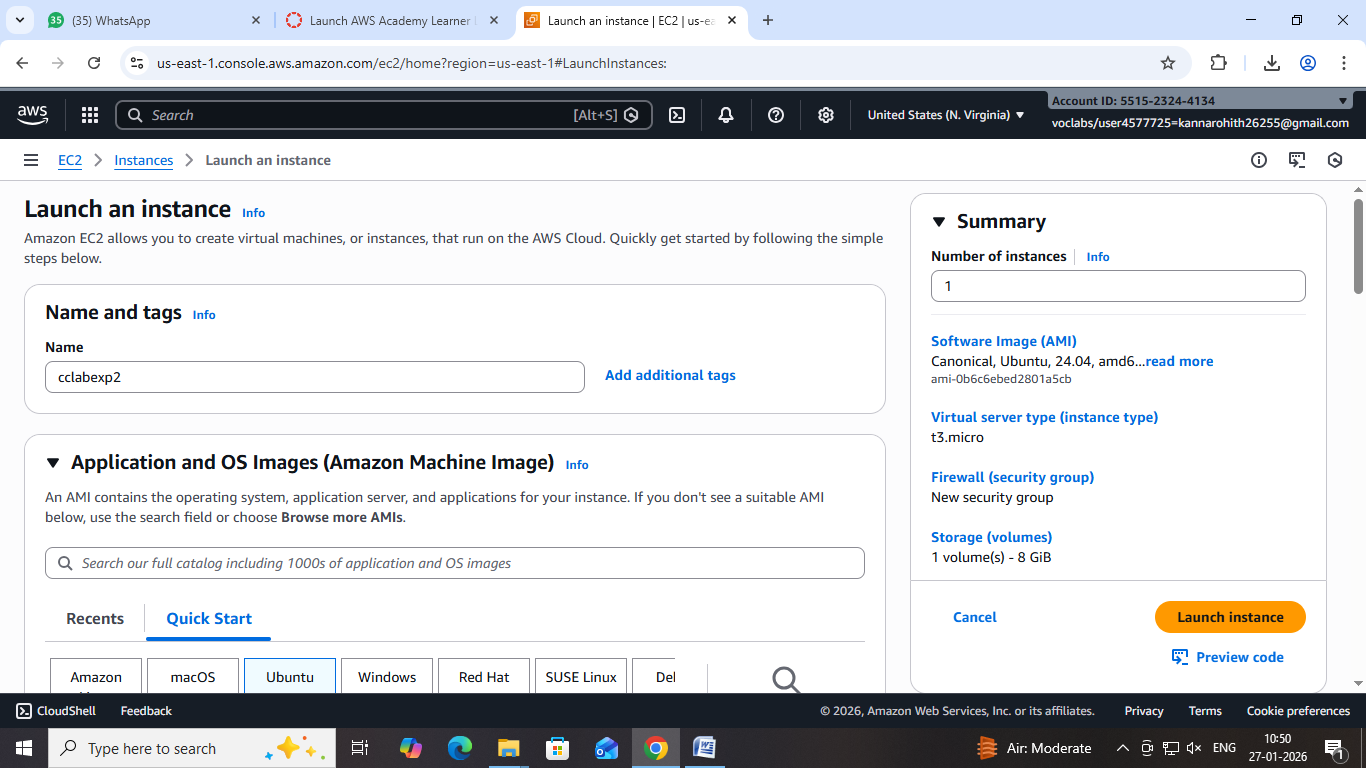 35
(35) WhatsApp
Launch AWS Academy Learner L
Launch an instance | EC2 | us-ea
us-east-1.console.aws.amazon.com/ec2/home?region=us-east-1#LaunchInstances:
aws
Search
[Alt+S]
United States (N. Virginia)
Account ID: 5515-2324-4134
voclabs/user4577725=kannarohith26255@gmail.com
EC2
Instances
Launch an instance
Launch an instance Info
Amazon EC2 allows you to create virtual machines, or instances, that run on the AWS Cloud. Quickly get started by following the simple
steps below.
Name and tags Info
Name
cclabexp2
Add additional tags
Application and OS Images (Amazon Machine Image) Info
An AMI contains the operating system, application server, and applications for your instance. If you don't see a suitable AMI
below, use the search field or choose Browse more AMIs.
Search our full catalog including 1000s of application and OS images
Recents
Quick Start
Amazon
macOS
Ubuntu
Windows
Red Hat
SUSE Linux
Del
Summary
Number of instances Info
1
Software Image (AMI)
Canonical, Ubuntu, 24.04, amd6...read more
ami-0b6c6ebed2801a5cb
Virtual server type (instance type)
t3.micro
Firewall (security group)
New security group
Storage (volumes)
1 volume(s) - 8 GiB
Cancel
Launch instance
Preview code
CloudShell
Feedback
© 2026, Amazon Web Services, Inc. or its affiliates.
Privacy
Terms
Cookie preferences
Type here to search
Air: Moderate
ENG
10:50
27-01-2026
1